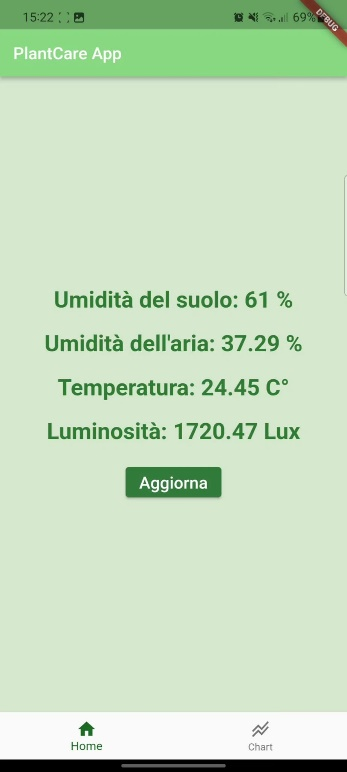 15:22
69%
DEBUG
PlantCare App
Umidità del suolo: 61 %
Umidità dell'aria: 37.29 %
Temperatura: 24.45 C°
Luminosità: 1720.47 Lux
Aggiorna
Home
Chart